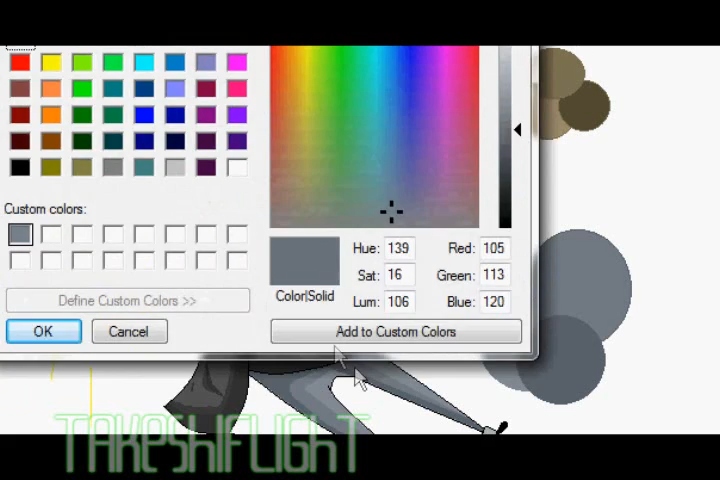 Custom colors:
Define Custom Colors >>
OK Cancel
Color|Solid
Hue: 139 Red: 105
Sat: 16 Green: 113
Lum: 106 Blue: 120
Add to Custom Colors
TAKESHIFLIGHT